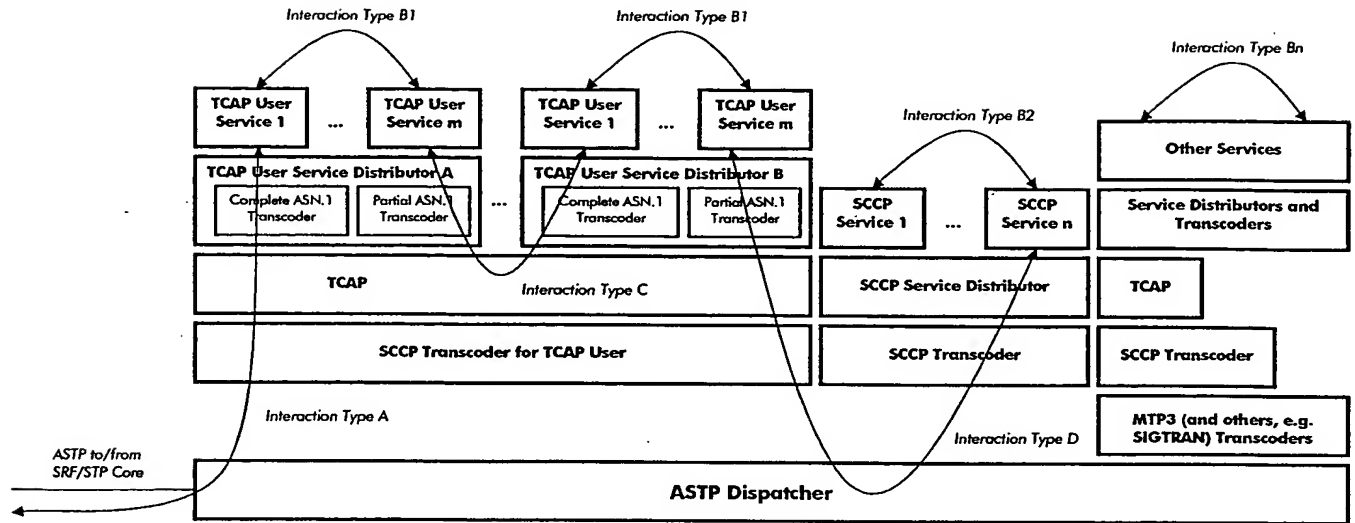 Interaction Type B1
Interaction Type B1
Interaction Type Bn
TCAP User
Service 1
...
TCAP User
Service m
TCAP User
Service 1
...
TCAP User
Service m
Interaction Type B2
Other Services
TCAP User Service Distributor A
Complete ASN.1
Transcoder
Partial ASN.1
Transcoder
...
TCAP User Service Distributor B
Complete ASN.1
Transcoder
Partial ASN.1
Transcoder
SCCP
Service 1
...
SCCP
Service n
Service Distributors and
Transcoders
TCAP
Interaction Type C
SCCP Service Distributor
TCAP
SCCP Transcoder for TCAP User
SCCP Transcoder
SCCP Transcoder
Interaction Type A
Interaction Type D
MTP3 (and others, e.g.
SIGTRAN) Transcoders
ASTP to/from
SRF/STP Core
ASTP Dispatcher